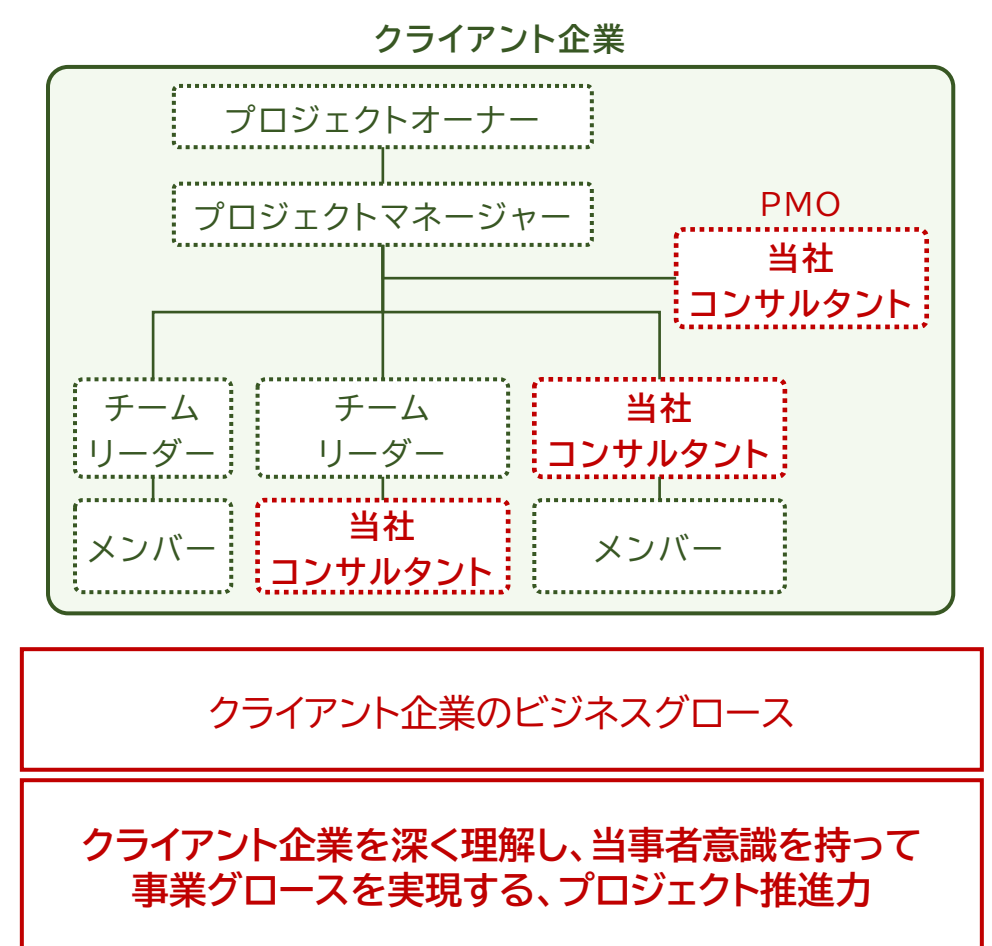 クライアント企業
プロジェクトオーナー
プロジェクトマネージャー
PMO
当社
コンサルタント
チーム
リーダー
チーム
リーダー
当社
コンサルタント
メンバー
当社
コンサルタント
メンバー
クライアント企業のビジネスグロース
クライアント企業を深く理解し、当事者意識を持って
事業グロースを実現する、プロジェクト推進力